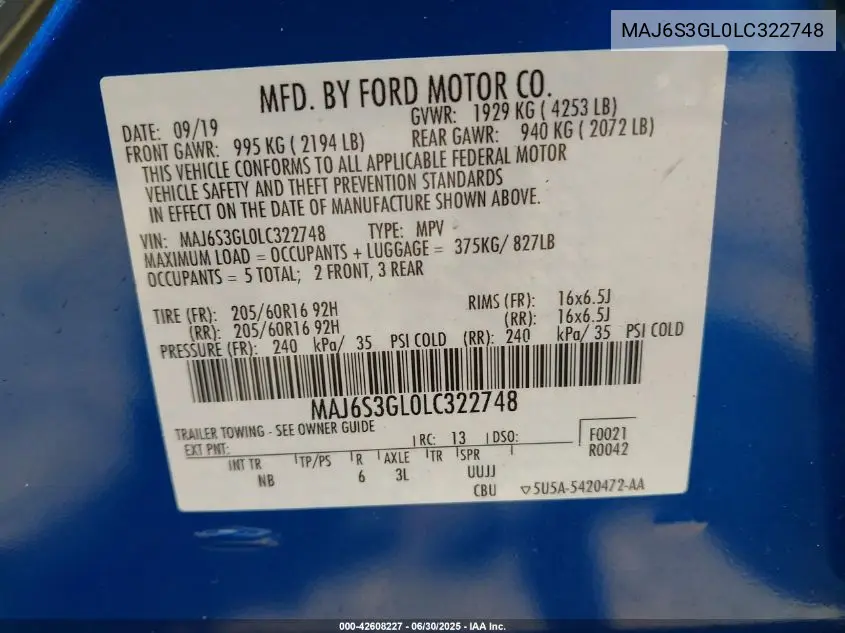 MAJ6S3GL0LC322748
MFD. BY FORD MOTOR CO.
DATE: 09/19
GVWR: 1929 KG ( 4253 LB)
FRONT GAWR: 995 KG ( 2194 LB)
REAR GAWR: 940 KG ( 2072 LB)
THIS VEHICLE CONFORMS TO ALL APPLICABLE FEDERAL MOTOR
VEHICLE SAFETY AND THEFT PREVENTION STANDARDS
IN EFFECT ON THE DATE OF MANUFACTURE SHOWN ABOVE.
VIN: MAJ6S3GL0LC322748 TYPE: MPV
MAXIMUM LOAD = OCCUPANTS + LUGGAGE = 375KG/ 827LB
OCCUPANTS = 5 TOTAL; 2 FRONT, 3 REAR
TIRE (FR): 205/60R16 92H RIMS (FR): 16x6.5J
(RR): 205/60R16 92H (RR): 16x6.5J
PRESSURE (FR): 240 kPa/ 35 PSI COLD (RR): 240 kPa/ 35 PSI COLD
MAJ6S3GL0LC322748
TRAILER TOWING - SEE OWNER GUIDE
EXT PNT: RC: 13 DSO: F0021
R0042
INT TR TP/PS R AXLE TR SPR
NB 6 3L UUJJ
CBU ▽5U5A-5420472-AA
000-42608227 - 06/30/2025 - IAA Inc.